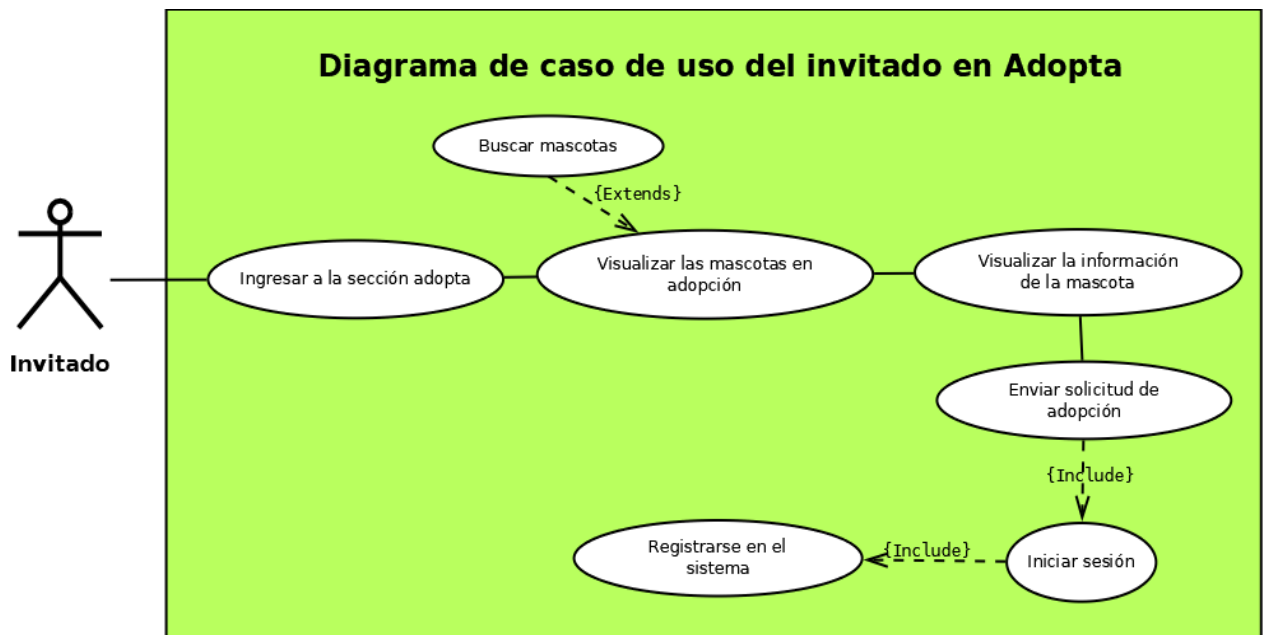 Diagrama de caso de uso del invitado en Adopta
Buscar mascotas
{Extends}
Invitado
Ingresar a la sección adopta
Visualizar las mascotas en
adopción
Visualizar la información
de la mascota
Enviar solicitud de
adopción
{Include}
Iniciar sesión
{Include}
Registrarse en el
sistema